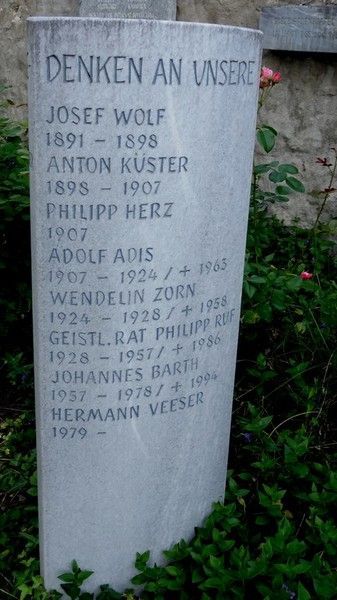 DENKEN AN UNSERE
JOSEF WOLF
1891 – 1898
ANTON KÜSTER
1898 – 1907
PHILIPP HERZ
1907
ADOLF ADIS
1907 – 1924 / + 1963
WENDELIN ZORN
1924 – 1928 / + 1958
GEISTL. RAT PHILIPP RUF
1928 – 1957 / + 1986
JOHANNES BARTH
1957 – 1978 / + 1994
HERMANN VEESER
1979 –